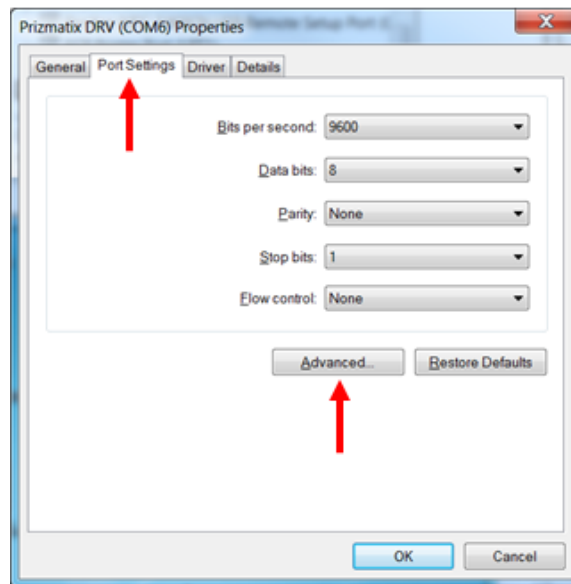 Prizmatix DRV (COM6) Properties
General Port Settings Driver Details
Bits per second: 9600
Data bits: 8
Parity: None
Stop bits: 1
Flow control: None
Advanced... Restore Defaults
OK Cancel